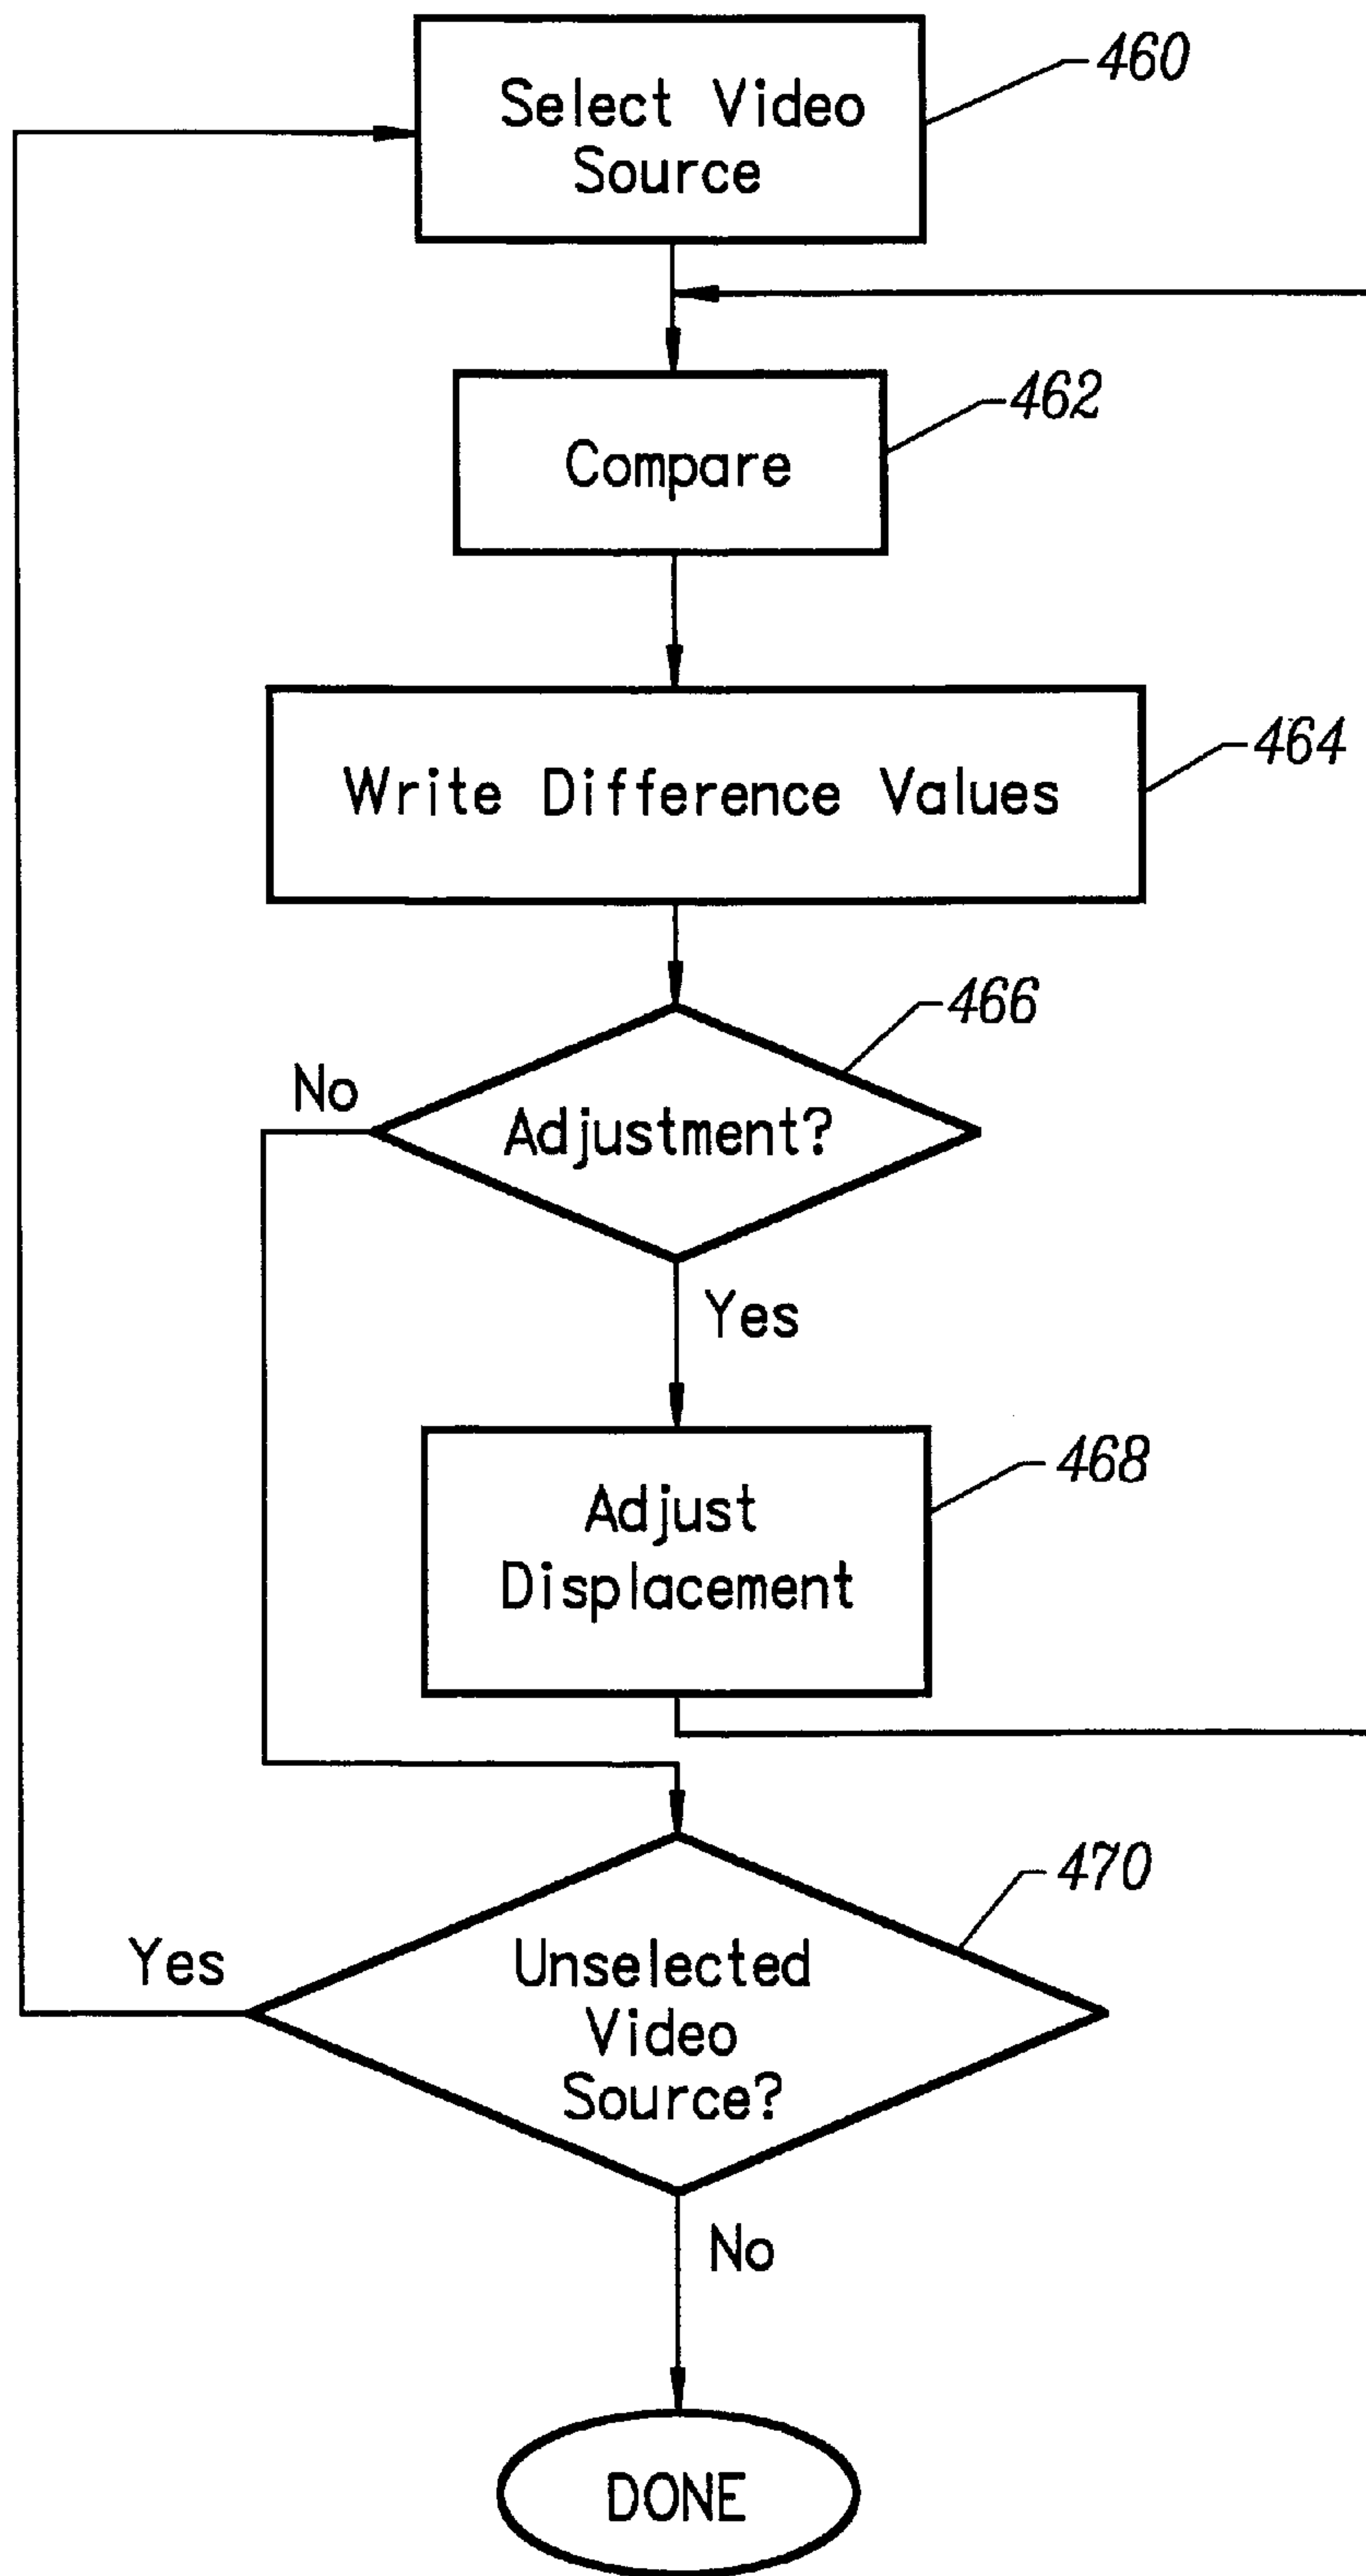 460
Select Video
Source
462
Compare
464
Write Difference Values
466
No
Adjustment?
Yes
468
Adjust
Displacement
470
Yes
Unselected
Video
Source?
No
DONE